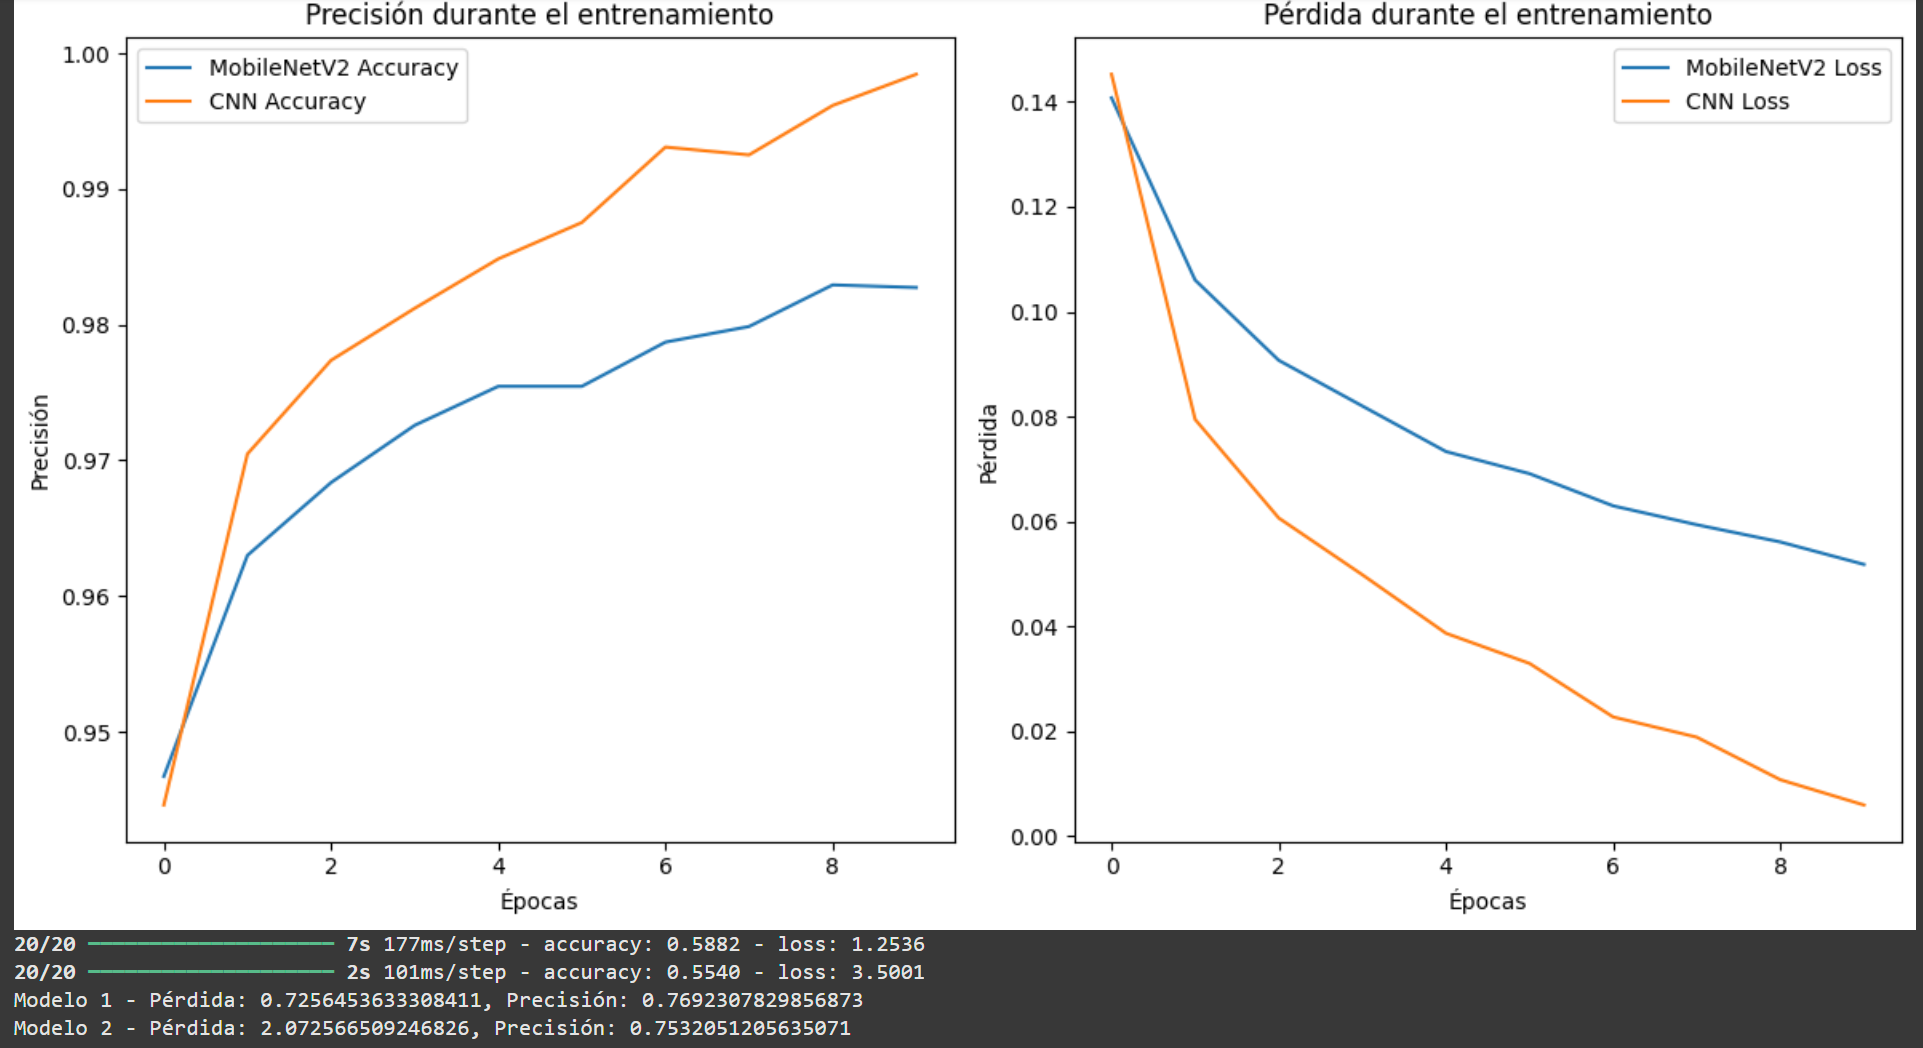 Precisión durante el entrenamiento
1.00
0.99
0.98
0.97
0.96
0.95
Precisión
MobileNetV2 Accuracy
CNN Accuracy
0 2 4 6 8
Épocas
Pérdida durante el entrenamiento
0.14
0.12
0.10
0.08
0.06
0.04
0.02
0.00
Pérdida
MobileNetV2 Loss
CNN Loss
0 2 4 6 8
Épocas
20/20 ━━━━━━━━━━━━━━━━━━━━ 7s 177ms/step - accuracy: 0.5882 - loss: 1.2536
20/20 ━━━━━━━━━━━━━━━━━━━━ 2s 101ms/step - accuracy: 0.5540 - loss: 3.5001
Modelo 1 - Pérdida: 0.7256453633308411, Precisión: 0.7692307829856873
Modelo 2 - Pérdida: 2.072566509246826, Precisión: 0.7532051205635071